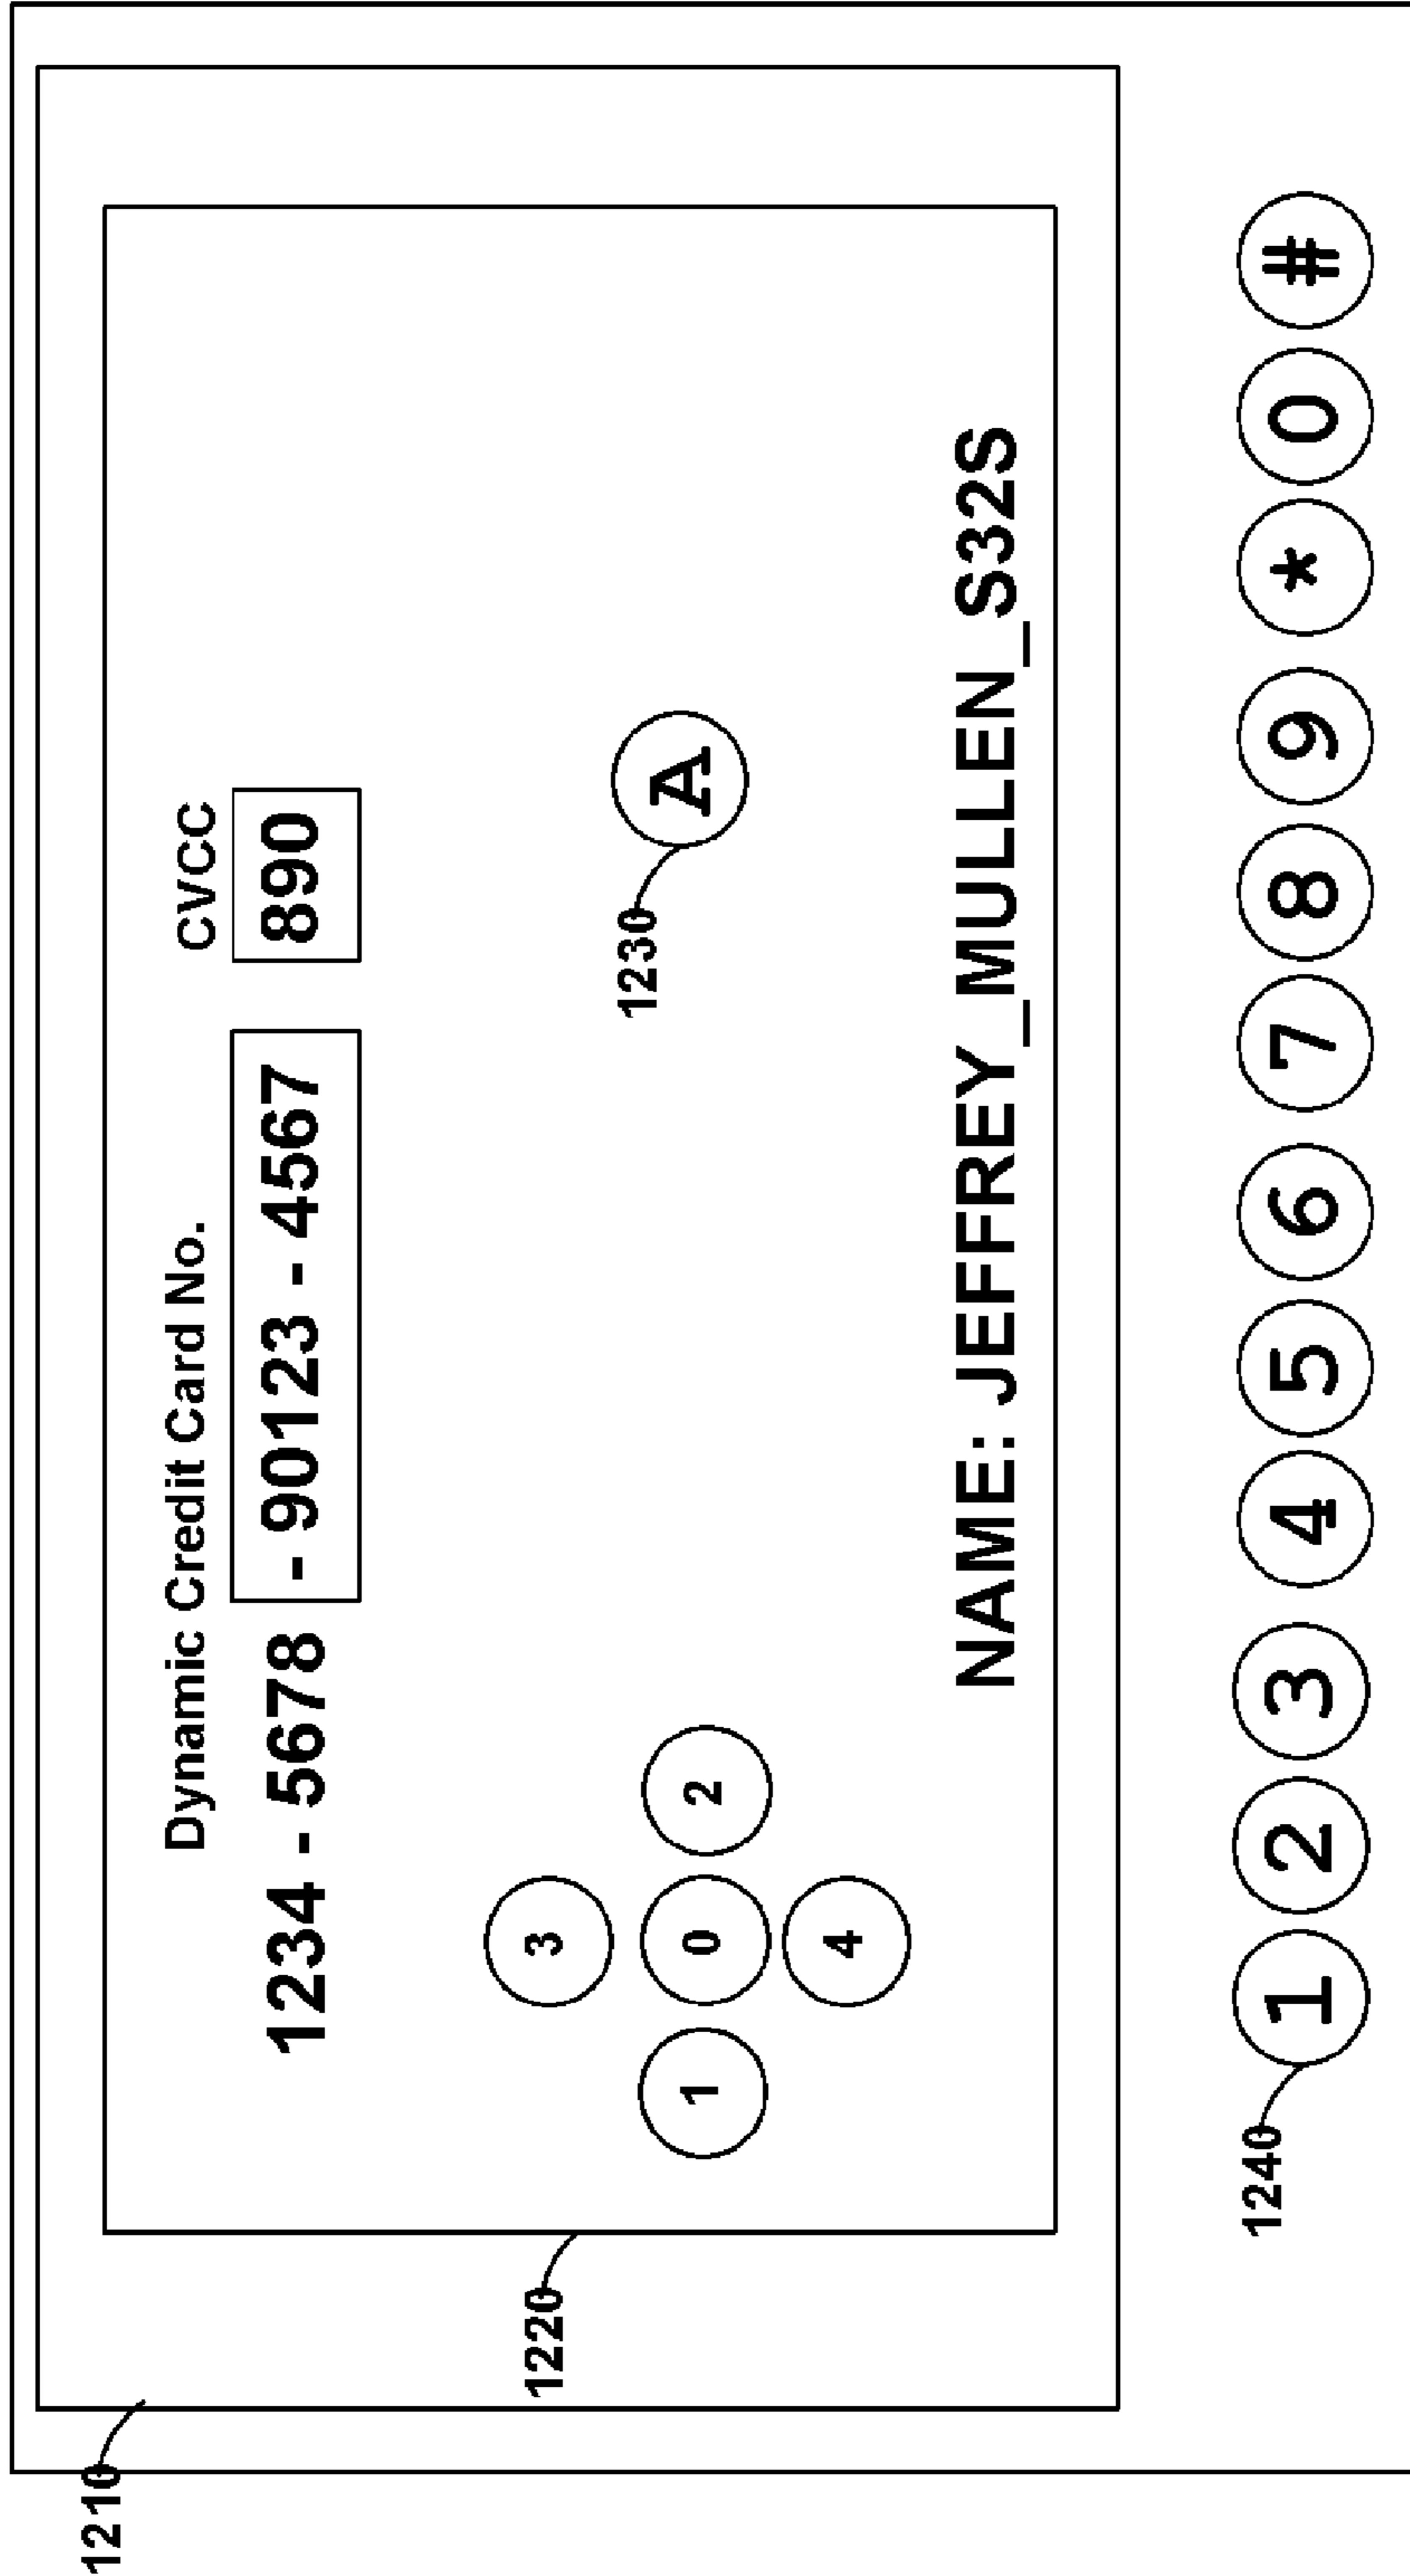 1210
Dynamic Credit Card No. CVCC
1234 - 5678 - 90123 - 4567 890
3
1 0 2
4
1230
A
1220
NAME: JEFFREY_MULLEN_S32S
1 2 3 4 5 6 7 8 9 * 0 #
1240